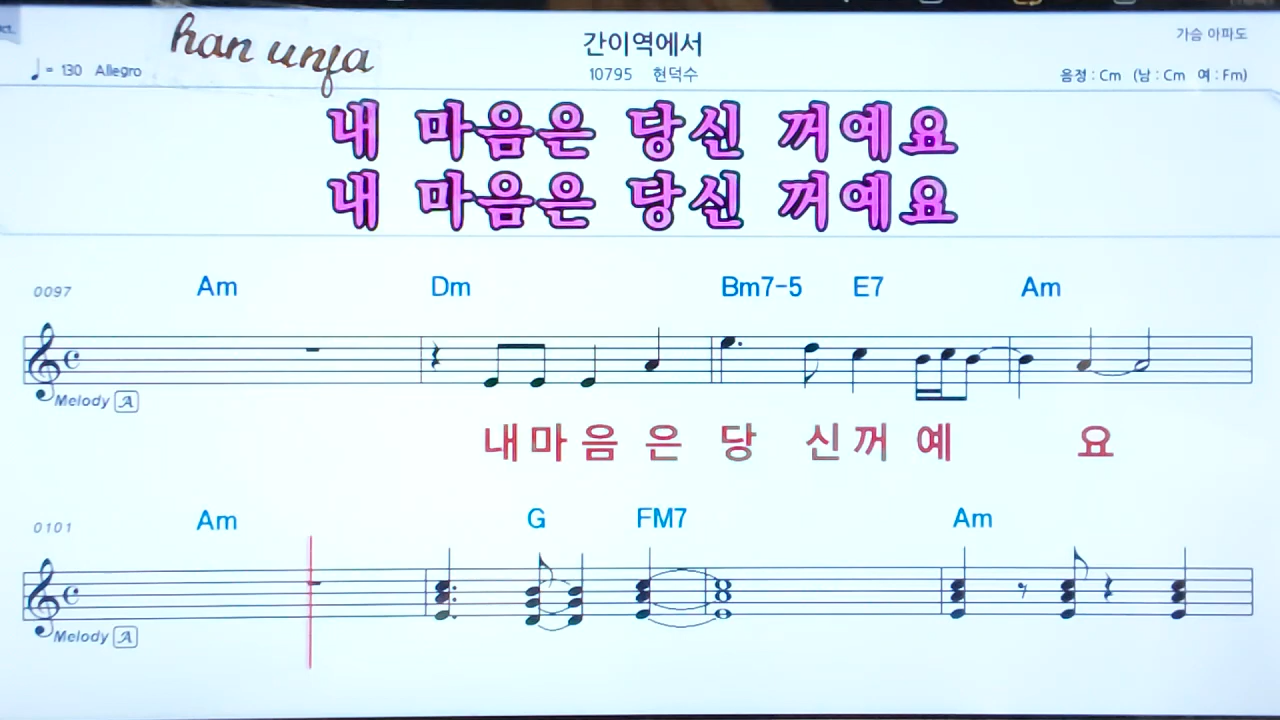 han unfa
간이역에서
가슴 아파도
♩= 130 Allegro
10795 현덕수
음정 : Cm (남 : Cm 여 : Fm)
내 마음은 당신 꺼예요
내 마음은 당신 꺼예요
0097 Am Dm Bm7-5 E7 Am
Melody A
내마 음 은 당 신꺼 예 요
0101 Am G FM7 Am
Melody A